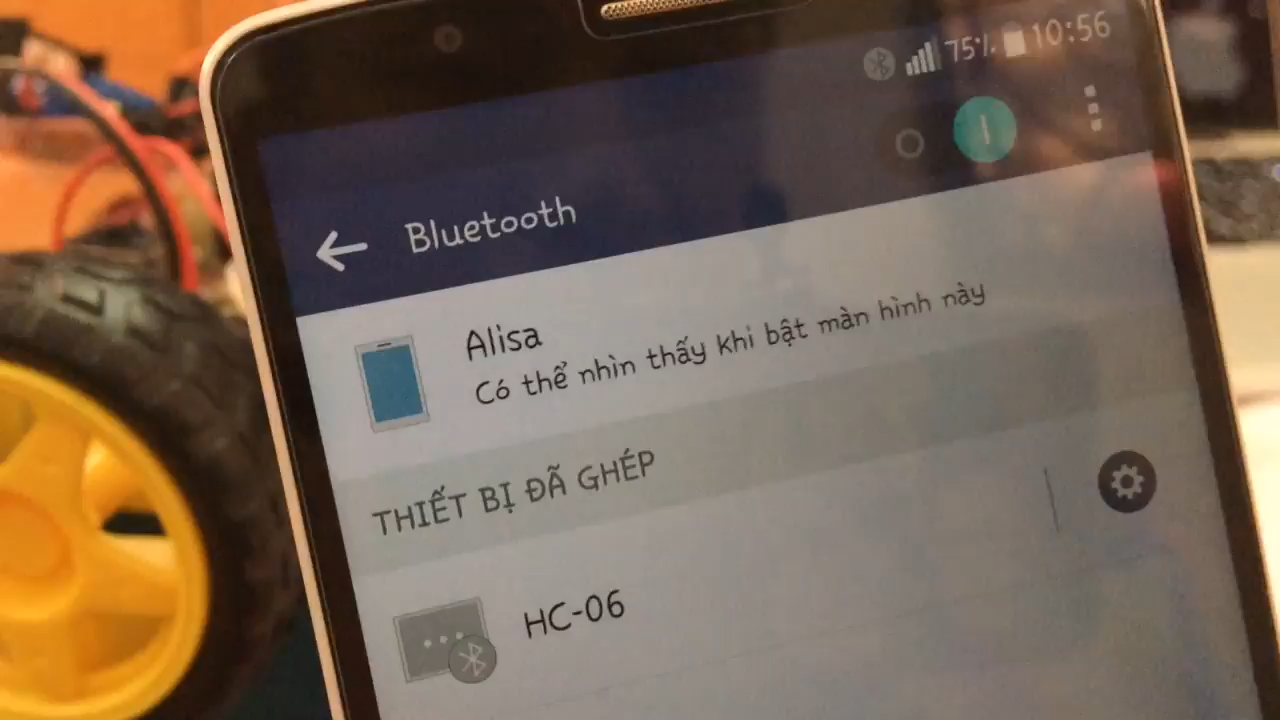 75% 10:56
Bluetooth
Alisa
Có thể nhìn thấy khi bật màn hình này
THIẾT BỊ ĐÃ GHÉP
HC-06